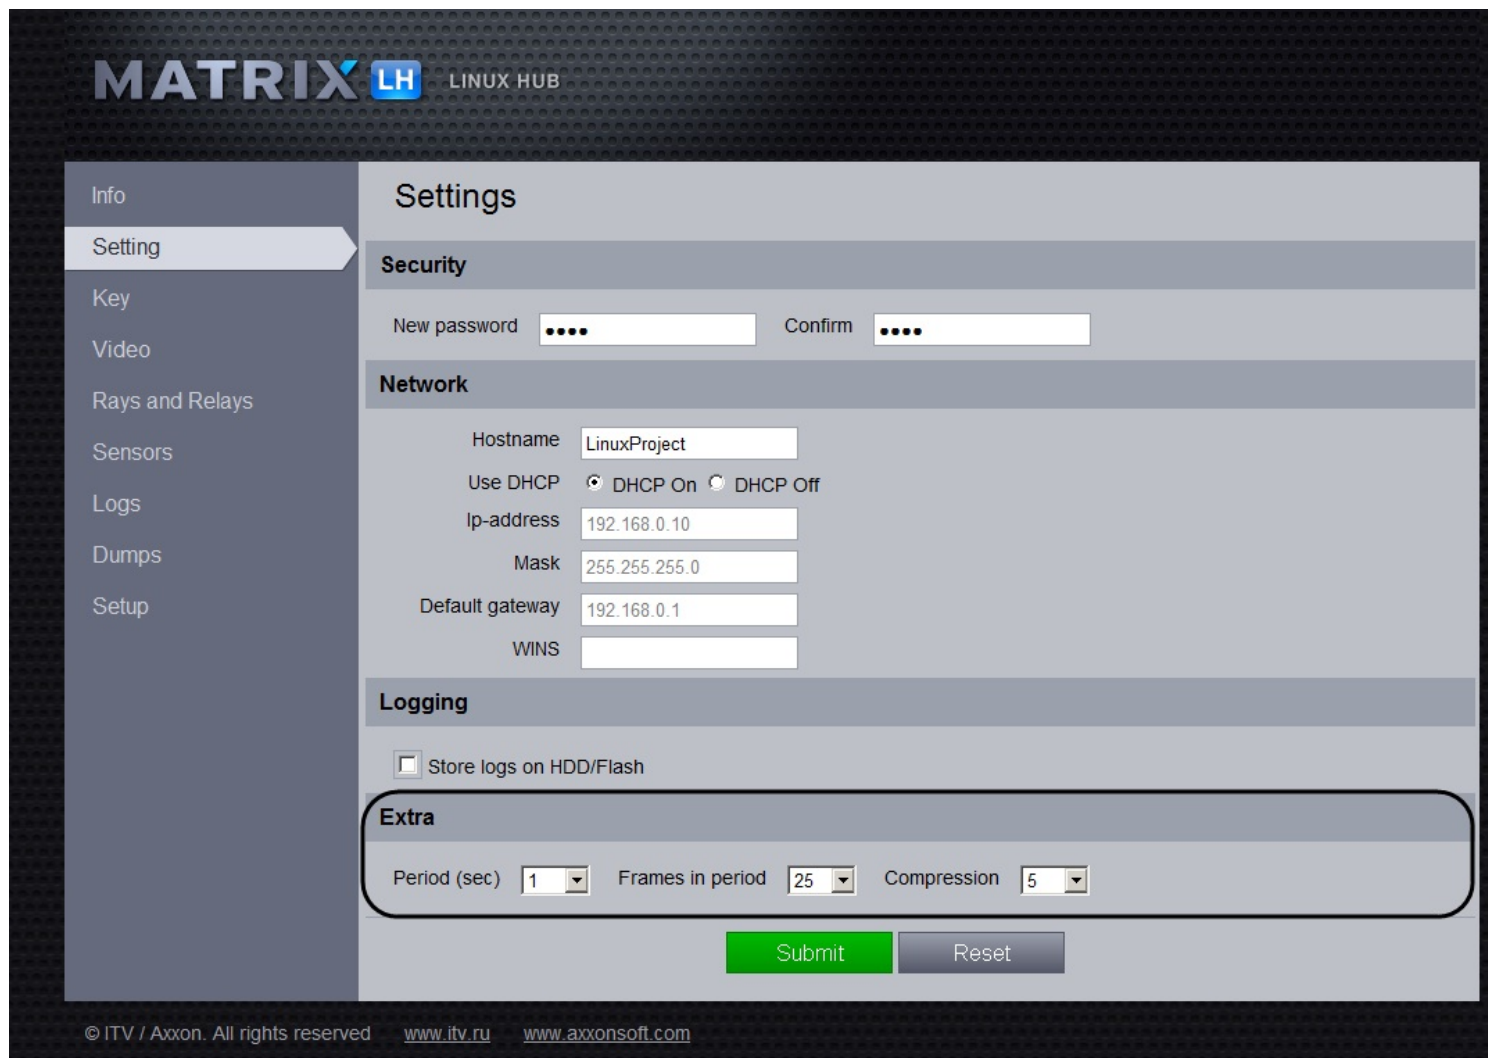 MATRIX LH LINUX HUB
Info
Setting
Key
Video
Rays and Relays
Sensors
Logs
Dumps
Setup
Settings
Security
New password •••• Confirm ••••
Network
Hostname LinuxProject
Use DHCP DHCP On DHCP Off
Ip-address 192.168.0.10
Mask 255.255.255.0
Default gateway 192.168.0.1
WINS
Logging
Store logs on HDD/Flash
Extra
Period (sec) 1 Frames in period 25 Compression 5
Submit Reset
© ITV / Axxon. All rights reserved www.itv.ru www.axxonsoft.com